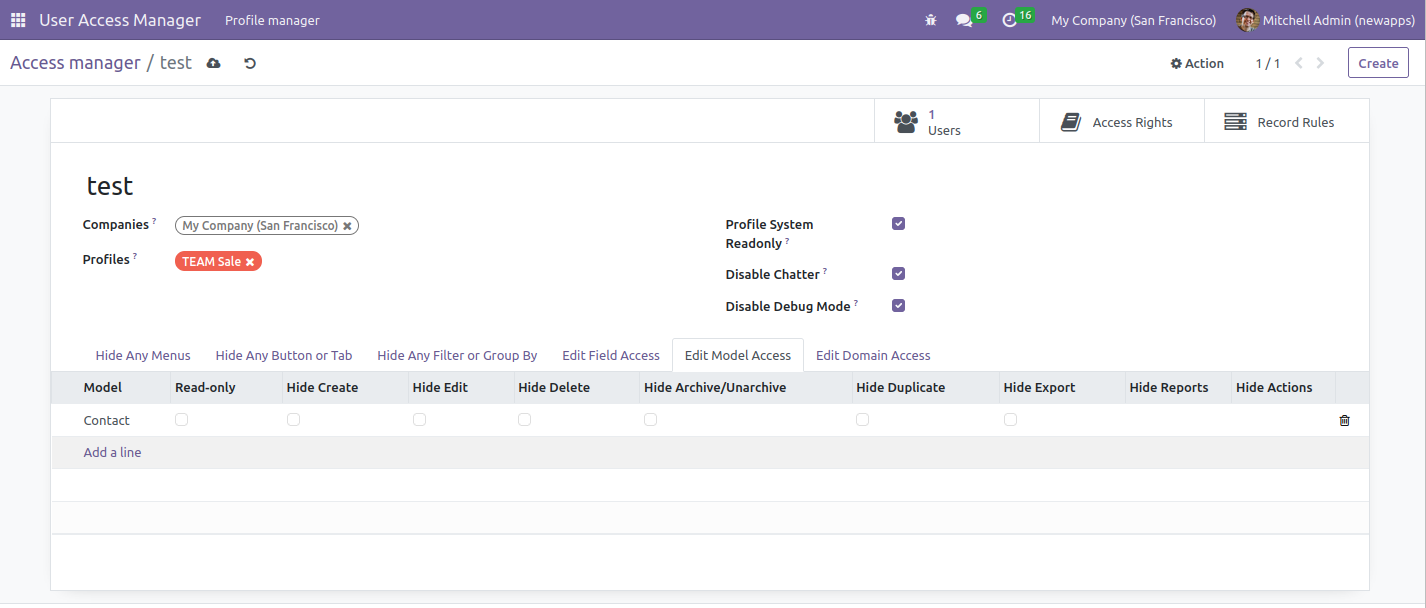 User Access Manager Profile manager 6 16 My Company (San Francisco) Mitchell Admin (newapps)
Access manager / test Action 1 / 1 Create
1
Users Access Rights Record Rules
test
Companies ? My Company (San Francisco) ×
Profiles ? TEAM Sale ×
Profile System
Readonly ?
Disable Chatter ?
Disable Debug Mode ?
Hide Any Menus Hide Any Button or Tab Hide Any Filter or Group By Edit Field Access Edit Model Access Edit Domain Access
Model Read-only Hide Create Hide Edit Hide Delete Hide Archive/Unarchive Hide Duplicate Hide Export Hide Reports Hide Actions
Contact
Add a line